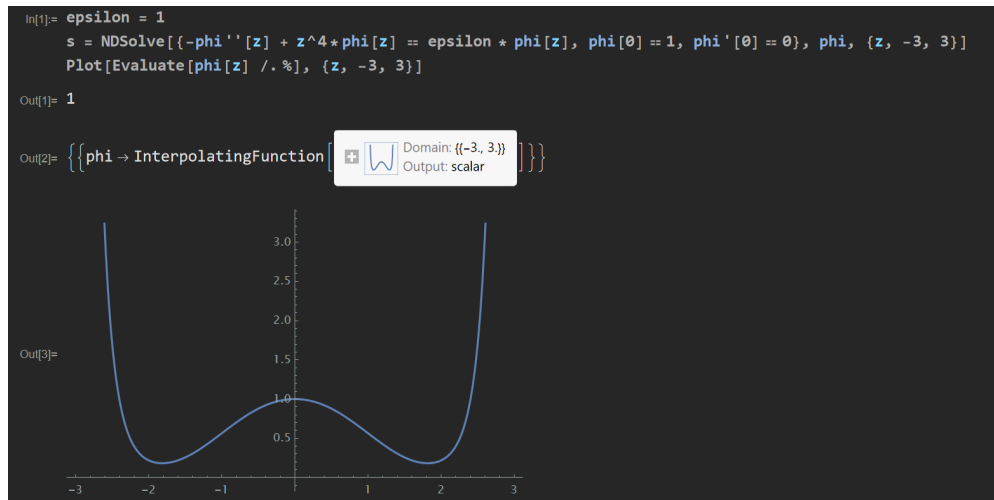 In[1]:= epsilon = 1
s = NDSolve[{-phi''[z] + z^4*phi[z] == epsilon * phi[z], phi[0] == 1, phi'[0] == 0}, phi, {z, -3, 3}]
Plot[Evaluate[phi[z] /. %], {z, -3, 3}]
Out[1]= 1
Out[2]= {{phi → InterpolatingFunction[ Domain: {{-3., 3.}} Output: scalar ]}}
3.0
2.5
2.0
Out[3]= 1.5
1.0
0.5
-3 -2 -1 1 2 3